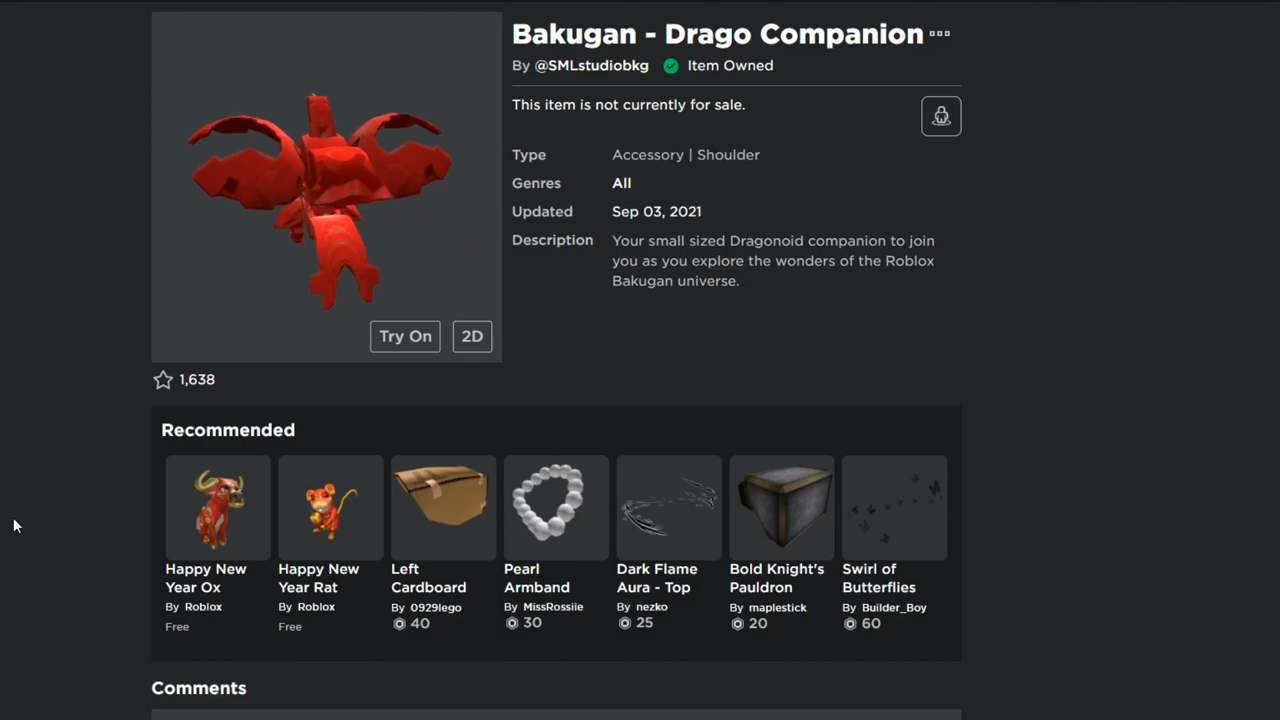 Bakugan - Drago Companion
By @SMLstudiobkg Item Owned
This item is not currently for sale.
Type Accessory | Shoulder
Genres All
Updated Sep 03, 2021
Description Your small sized Dragonoid companion to join
you as you explore the wonders of the Roblox
Bakugan universe.
Try On 2D
1,638
Recommended
Happy New
Year Ox
By Roblox
Free
Happy New
Year Rat
By Roblox
Free
Left
Cardboard
By 0929lego
40
Pearl
Armband
By MissRossiie
30
Dark Flame
Aura - Top
By nezko
25
Bold Knight's
Pauldron
By maplestick
20
Swirl of
Butterflies
By Builder_Boy
60
Comments